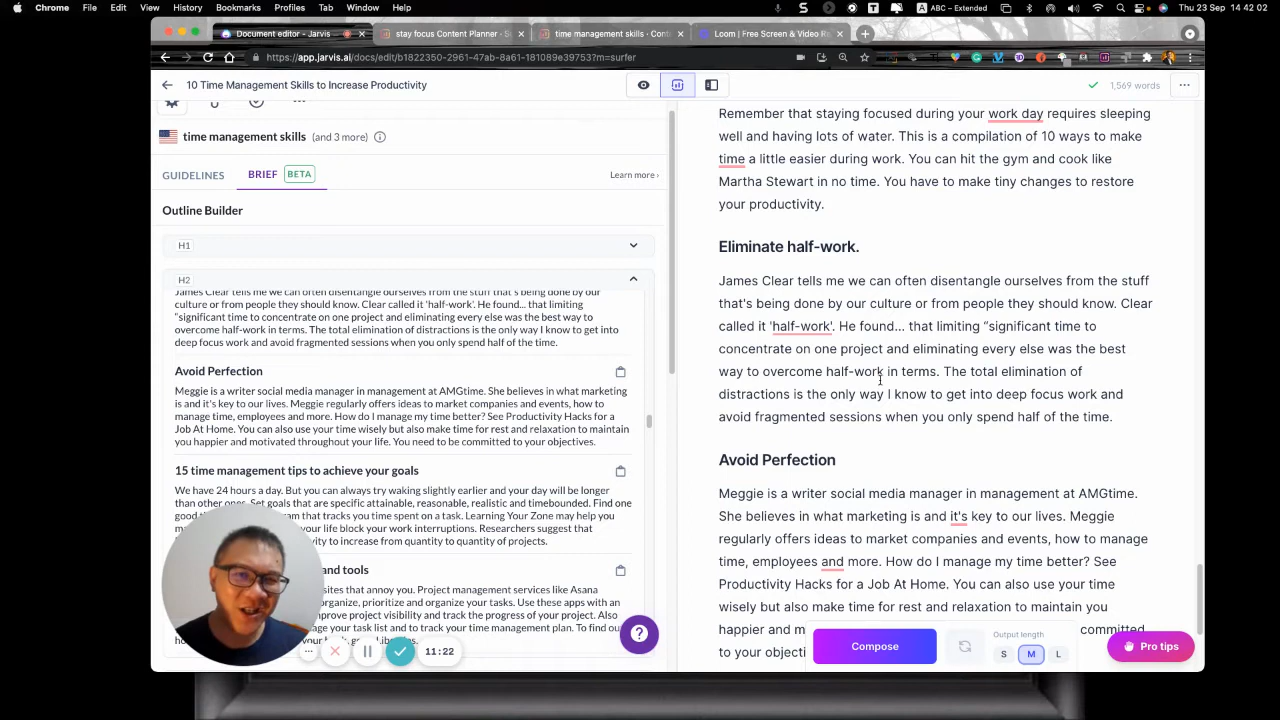 Chrome File Edit View History Bookmarks Profiles Tab Window Help
ABC – Extended
Thu 23 Sep 14 42 02
Document editor - Jarvis
stay focus Content Planner - S
time management skills - Cont
Loom | Free Screen & Video Re
https://app.jarvis.ai/docs/edit/b1822350-2961-47ab-8a61-181089e39753?m=surfer
10 Time Management Skills to Increase Productivity
1,569 words
time management skills (and 3 more)
GUIDELINES
BRIEF BETA
Learn more ›
Outline Builder
H1
H2
James Clear tells me we can often disentangle ourselves from the stuff that's being done by our
culture or from people they should know. Clear called it 'half-work'. He found... that limiting
“significant time to concentrate on one project and eliminating every else was the best way to
overcome half-work in terms. The total elimination of distractions is the only way I know to get into
deep focus work and avoid fragmented sessions when you only spend half of the time.
Avoid Perfection
Meggie is a writer social media manager in management at AMGtime. She believes in what marketing
is and it's key to our lives. Meggie regularly offers ideas to market companies and events, how to
manage time, employees and more. How do I manage my time better? See Productivity Hacks for a
Job At Home. You can also use your time wisely but also make time for rest and relaxation to maintain
you happier and motivated throughout your life. You need to be committed to your objectives.
15 time management tips to achieve your goals
We have 24 hours a day. But you can always try waking slightly earlier and your day will be longer
than other ones. Set goals that are specific attainable, reasonable, realistic and timebounded. Find one
good am that tracks you time spent on a task. Learning Your Zone may help you
your life block your work interruptions. Researchers suggest that
ivity to increase from quantity to quantity of projects.
and tools
sites that annoy you. Project management services like Asana
organize, prioritize and organize your tasks. Use these apps with an
prove project visibility and track the progress of your project. Also
nage your task list and to track your time management plan. To find ou
11:22
Remember that staying focused during your work day requires sleeping
well and having lots of water. This is a compilation of 10 ways to make
time a little easier during work. You can hit the gym and cook like
Martha Stewart in no time. You have to make tiny changes to restore
your productivity.
Eliminate half-work.
James Clear tells me we can often disentangle ourselves from the stuff
that's being done by our culture or from people they should know. Clear
called it 'half-work'. He found... that limiting “significant time to
concentrate on one project and eliminating every else was the best
way to overcome half-work in terms. The total elimination of
distractions is the only way I know to get into deep focus work and
avoid fragmented sessions when you only spend half of the time.
Avoid Perfection
Meggie is a writer social media manager in management at AMGtime.
She believes in what marketing is and it's key to our lives. Meggie
regularly offers ideas to market companies and events, how to manage
time, employees and more. How do I manage my time better? See
Productivity Hacks for a Job At Home. You can also use your time
wisely but also make time for rest and relaxation to maintain you
happier and m committed
to your objecti
Compose
Output length
S M L
Pro tips